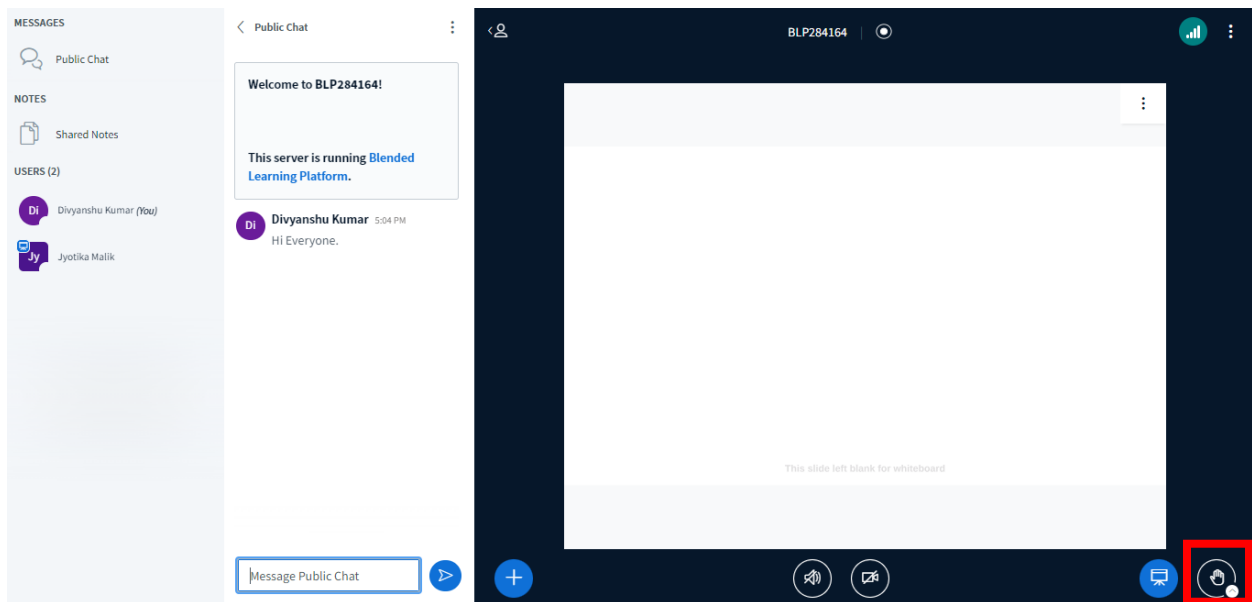 MESSAGES
Public Chat
NOTES
Shared Notes
USERS (2)
Di
Divyanshu Kumar (You)
Jy
Jyotika Malik
Public Chat
Welcome to BLP284164!
This server is running Blended
Learning Platform.
Di
Divyanshu Kumar 5:04 PM
Hi Everyone.
Message Public Chat
BLP284164
This slide left blank for whiteboard